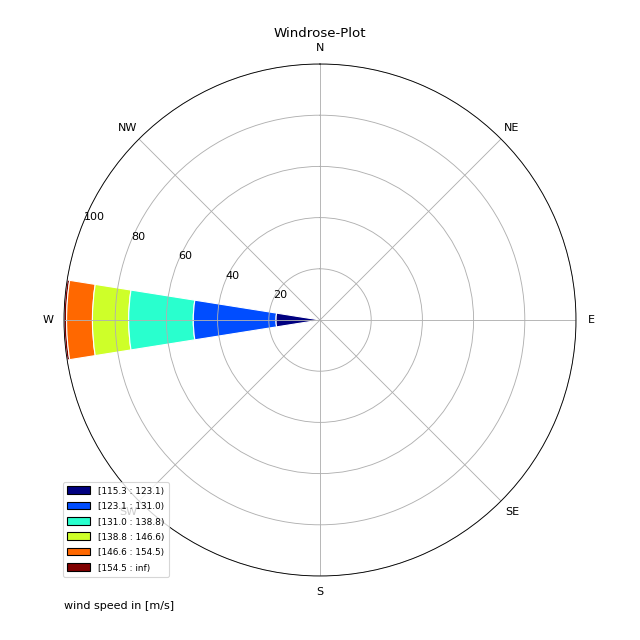 Windrose-Plot
N
NW
NE
100
80
60
40
20
W
E
[115.3 : 123.1)
[123.1 : 131.0)
[131.0 : 138.8)
[138.8 : 146.6)
[146.6 : 154.5)
[154.5 : inf)
SW
SE
S
wind speed in [m/s]